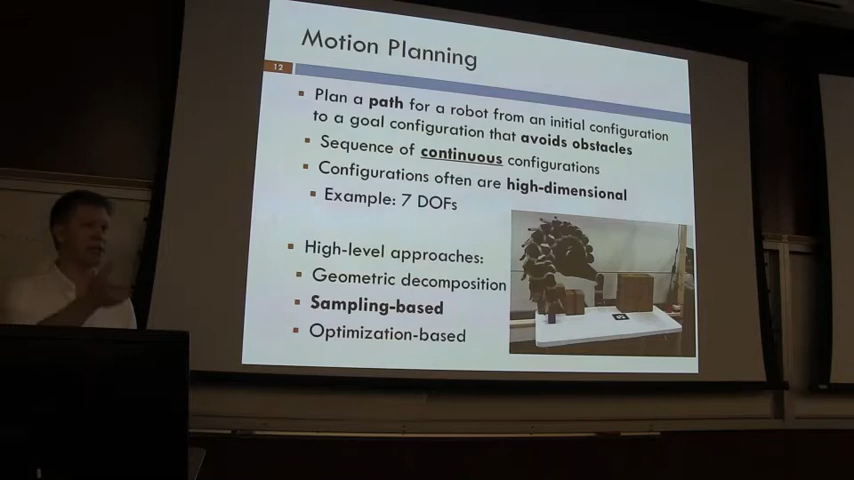 Motion Planning
12
▪ Plan a path for a robot from an initial configuration
to a goal configuration that avoids obstacles
▪ Sequence of continuous configurations
▪ Configurations often are high-dimensional
▪ Example: 7 DOFs
▪ High-level approaches:
▪ Geometric decomposition
▪ Sampling-based
▪ Optimization-based